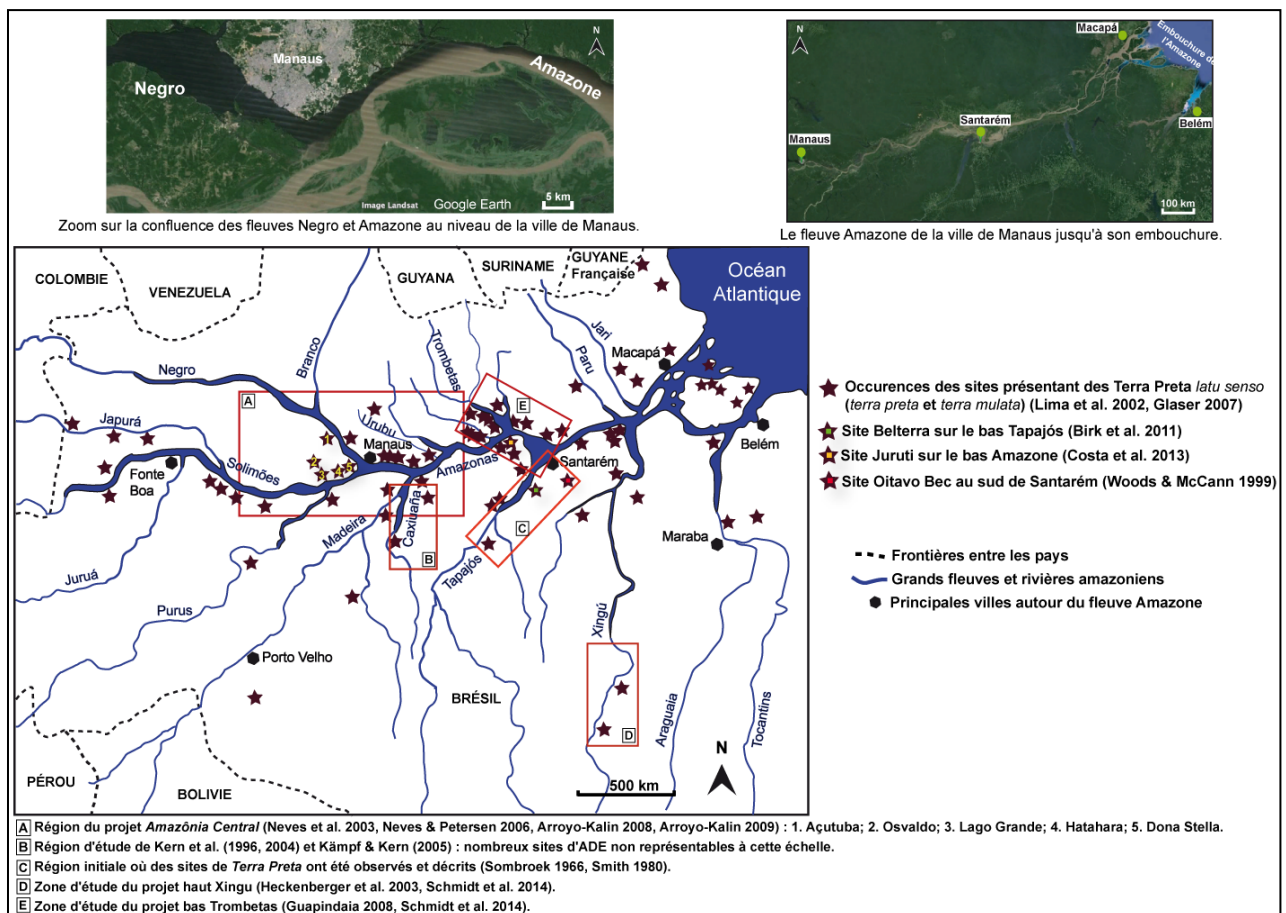 Manaus
Negro
Amazone
N
5 km
Image Landsat
Google Earth
Zoom sur la confluence des fleuves Negro et Amazone au niveau de la ville de Manaus.
N
Macapá
Embouchure de
l'Amazone
Santarém
Belém
Manaus
100 km
Le fleuve Amazone de la ville de Manaus jusqu'à son embouchure.
COLOMBIE
VENEZUELA
GUYANA
SURINAME
GUYANE
Française
Océan
Atlantique
Negro
Branco
Trombetas
Paru
Jari
Macapá
A
E
Japurá
Urubu
Manaus
Belém
Fonte
Boa
Solimões
Amazonas
Santarém
1
2
3
4
5
Madeira
Caxiuaña
B
C
Tapajós
Maraba
Juruá
Purus
Xingú
Porto Velho
BRÉSIL
D
Araguaia
Tocantins
N
500 km
PÉROU
BOLIVIE
Occurences des sites présentant des Terra Preta latu senso
(terra preta et terra mulata) (Lima et al. 2002, Glaser 2007)
Site Belterra sur le bas Tapajós (Birk et al. 2011)
Site Juruti sur le bas Amazone (Costa et al. 2013)
Site Oitavo Bec au sud de Santarém (Woods & McCann 1999)
Frontières entre les pays
Grands fleuves et rivières amazoniens
Principales villes autour du fleuve Amazone
A Région du projet Amazônia Central (Neves et al. 2003, Neves & Petersen 2006, Arroyo-Kalin 2008, Arroyo-Kalin 2009) : 1. Açutuba; 2. Osvaldo; 3. Lago Grande; 4. Hatahara; 5. Dona Stella.
B Région d'étude de Kern et al. (1996, 2004) et Kämpf & Kern (2005) : nombreux sites d'ADE non représentables à cette échelle.
C Région initiale où des sites de Terra Preta ont été observés et décrits (Sombroek 1966, Smith 1980).
D Zone d'étude du projet haut Xingu (Heckenberger et al. 2003, Schmidt et al. 2014).
E Zone d'étude du projet bas Trombetas (Guapindaia 2008, Schmidt et al. 2014).